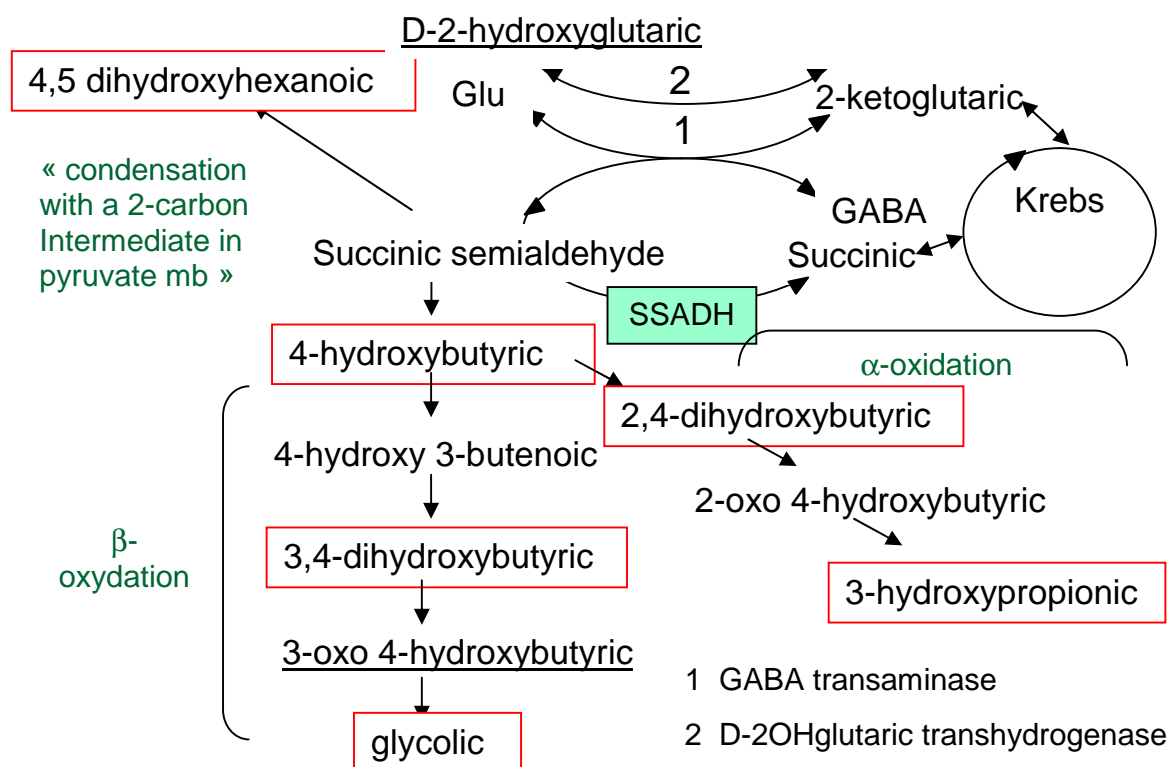 D-2-hydroxyglutaric
4,5 dihydroxyhexanoic
Glu
2
2-ketoglutaric
1
« condensation
with a 2-carbon
Intermediate in
pyruvate mb »
GABA
Krebs
Succinic semialdehyde
Succinic
SSADH
4-hydroxybutyric
α-oxidation
2,4-dihydroxybutyric
4-hydroxy 3-butenoic
2-oxo 4-hydroxybutyric
β-
oxydation
3,4-dihydroxybutyric
3-hydroxypropionic
3-oxo 4-hydroxybutyric
glycolic
1 GABA transaminase
2 D-2OHglutaric transhydrogenase